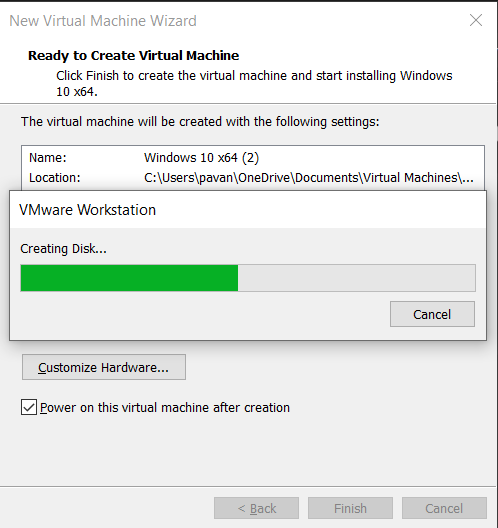 New Virtual Machine Wizard
Ready to Create Virtual Machine
Click Finish to create the virtual machine and start installing Windows
10 x64.
The virtual machine will be created with the following settings:
Name: Windows 10 x64 (2)
Location: C:\Users\pavan\OneDrive\Documents\Virtual Machines\...
VMware Workstation
Creating Disk...
Cancel
Customize Hardware...
Power on this virtual machine after creation
< Back Finish Cancel